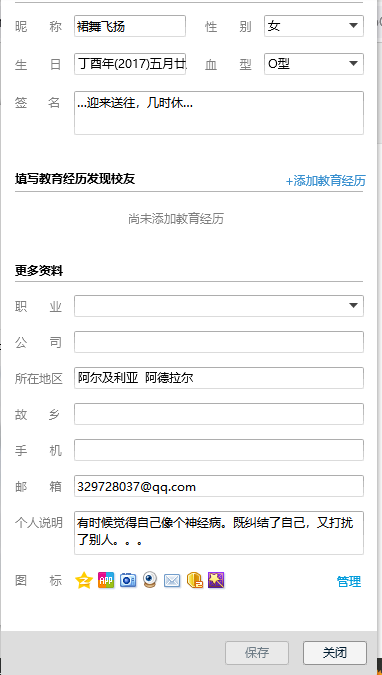 昵 称 裙舞飞扬 性 别 女
生 日 丁酉年(2017)五月廿 血 型 O型
签 名 ...迎来送往，几时休...
填写教育经历发现校友 +添加教育经历
尚未添加教育经历
更多资料
职 业
公 司
所在地区 阿尔及利亚 阿德拉尔
故 乡
手 机
邮 箱 329728037@qq.com
个人说明 有时候觉得自己像个神经病。既纠结了自己，又打扰
了别人。。。
图 标 APP 管理
保存 关闭